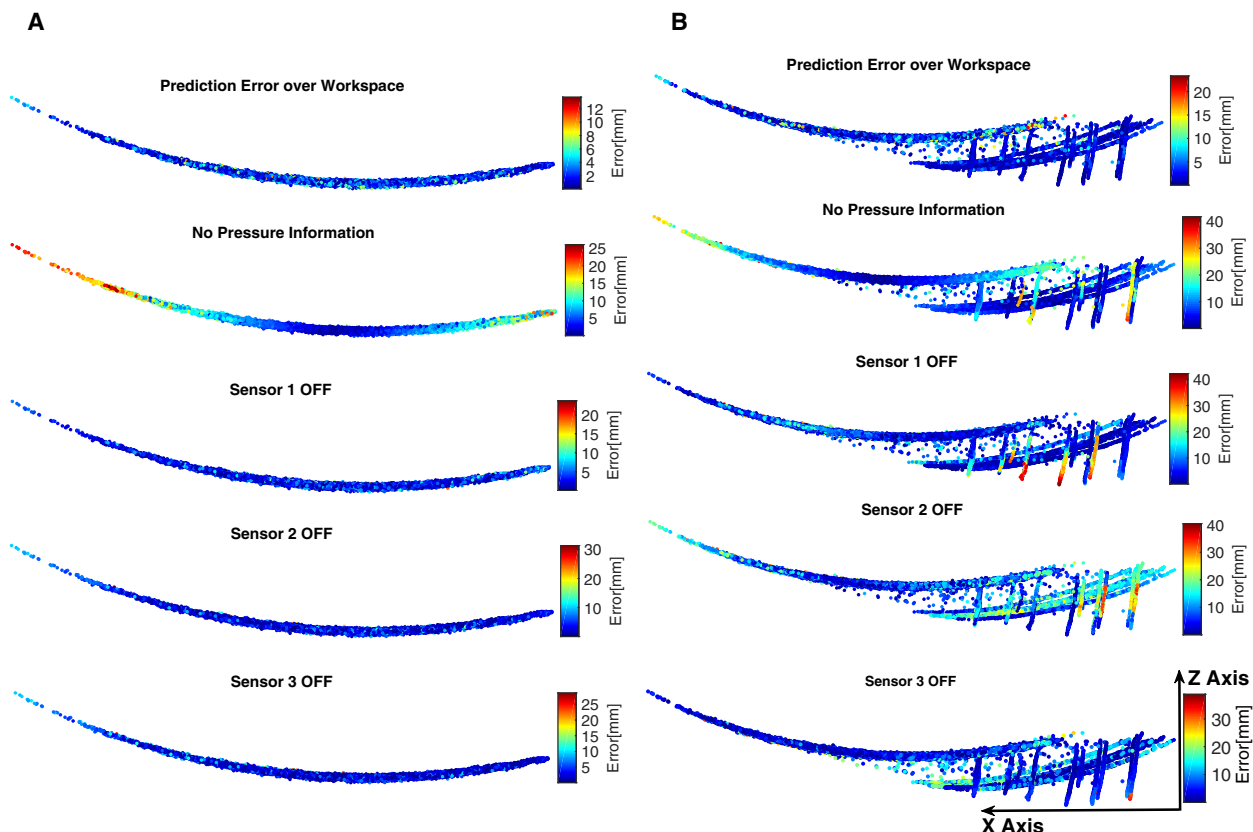 A
Prediction Error over Workspace
12
10
8
6
4
2
Error[mm]
No Pressure Information
25
20
15
10
5
Error[mm]
Sensor 1 OFF
20
15
10
5
Error[mm]
Sensor 2 OFF
30
20
10
Error[mm]
Sensor 3 OFF
25
20
15
10
5
Error[mm]
B
Prediction Error over Workspace
20
15
10
5
Error[mm]
No Pressure Information
40
30
20
10
Error[mm]
Sensor 1 OFF
40
30
20
10
Error[mm]
Sensor 2 OFF
40
30
20
10
Error[mm]
Sensor 3 OFF
Z Axis
30
20
10
Error[mm]
X Axis